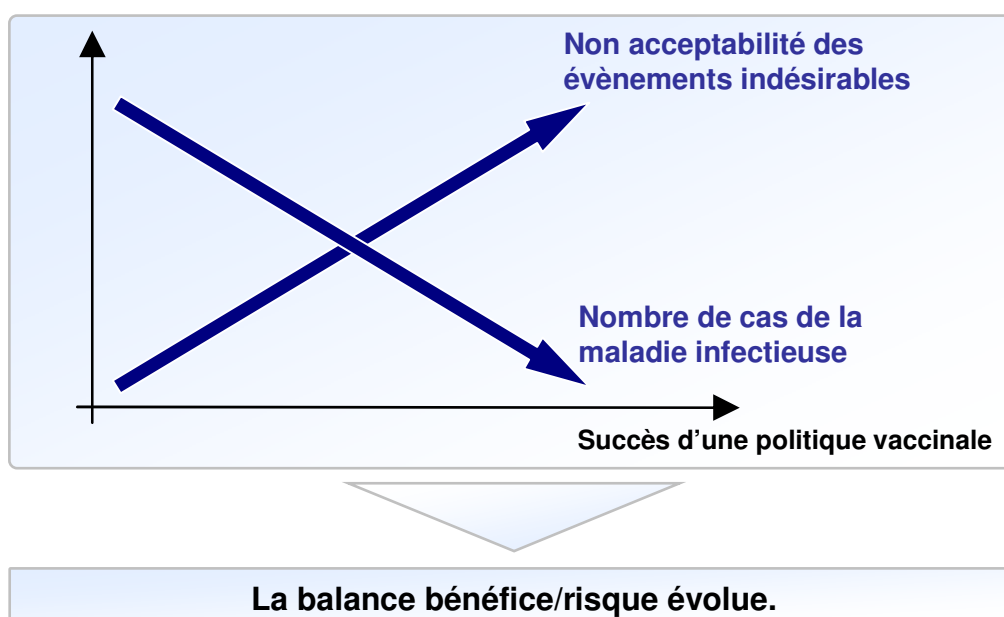 Non acceptabilité des
évènements indésirables
Nombre de cas de la
maladie infectieuse
Succès d'une politique vaccinale
La balance bénéfice/risque évolue.